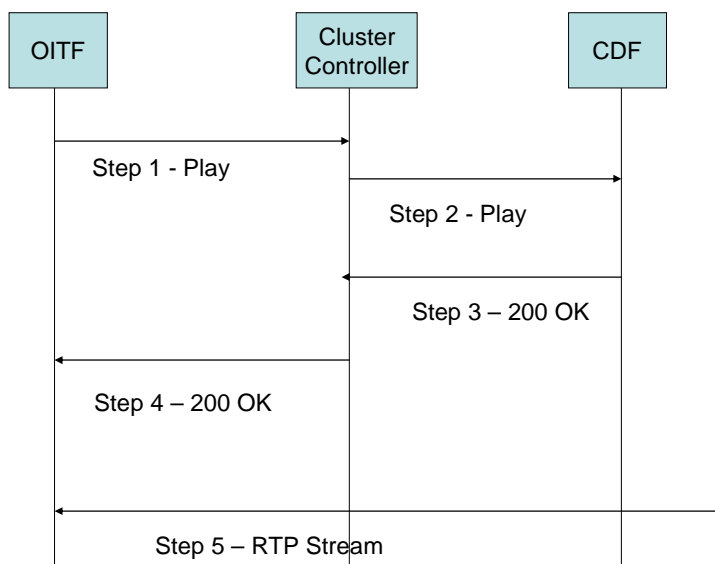 OITF
Cluster
Controller
CDF
Step 1 - Play
Step 2 - Play
Step 3 – 200 OK
Step 4 – 200 OK
Step 5 – RTP Stream